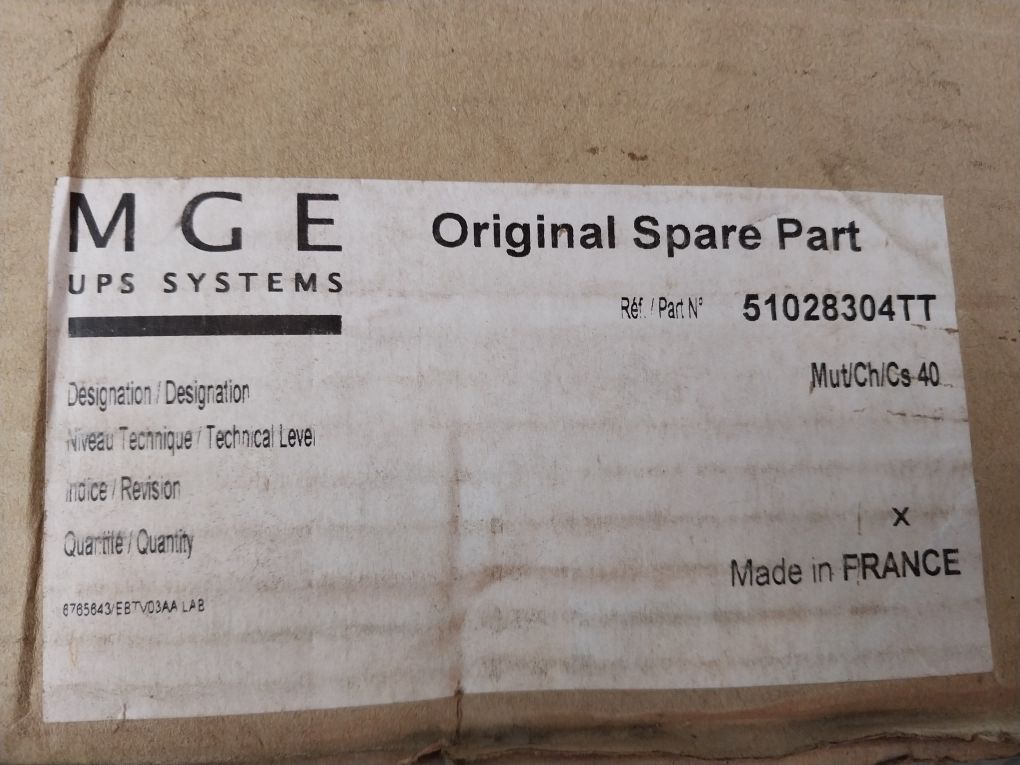 MGE
UPS SYSTEMS
Original Spare Part
Réf. / Part N° 51028304TT
Mut/Ch/Cs 40
Désignation / Designation
Niveau Technique / Technical Level
Indice / Revision
x
Quantité / Quantity
Made in FRANCE
6765643/EBTV03AA LAB